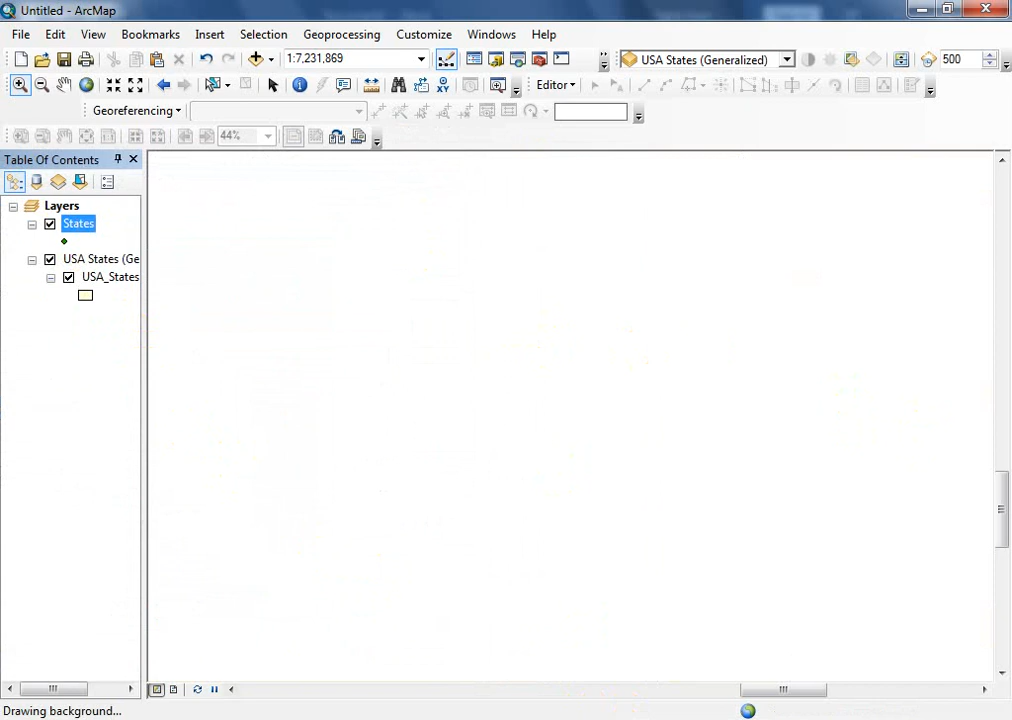 Untitled - ArcMap
File Edit View Bookmarks Insert Selection Geoprocessing Customize Windows Help
1:7,231,869 USA States (Generalized) 500
Editor
Georeferencing
44%
Table Of Contents
Layers
States
USA States (Ge
USA_States
Drawing background...